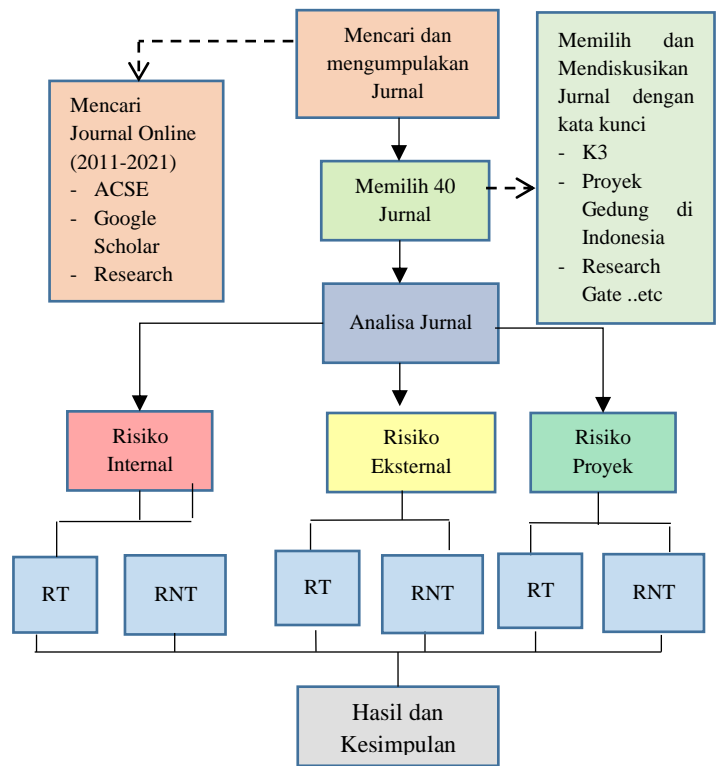 Mencari dan
mengumpulakan
Jurnal
Mencari
Journal Online
(2011-2021)
- ACSE
- Google
Scholar
- Research
Memilih dan
Mendiskusikan
Jurnal dengan
kata kunci
- K3
- Proyek
Gedung di
Indonesia
- Research
Gate ..etc
Memilih 40
Jurnal
Analisa Jurnal
Risiko
Internal
Risiko
Eksternal
Risiko
Proyek
RT
RNT
RT
RNT
RT
RNT
Hasil dan
Kesimpulan